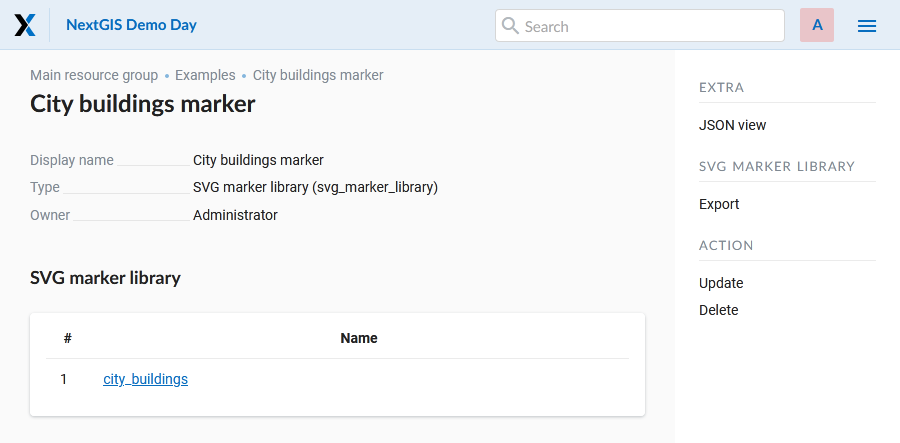 NextGIS Demo Day
Search
A
Main resource group • Examples • City buildings marker
City buildings marker
Display name City buildings marker
Type SVG marker library (svg_marker_library)
Owner Administrator
SVG marker library
# Name
1 city_buildings
EXTRA
JSON view
SVG MARKER LIBRARY
Export
ACTION
Update
Delete